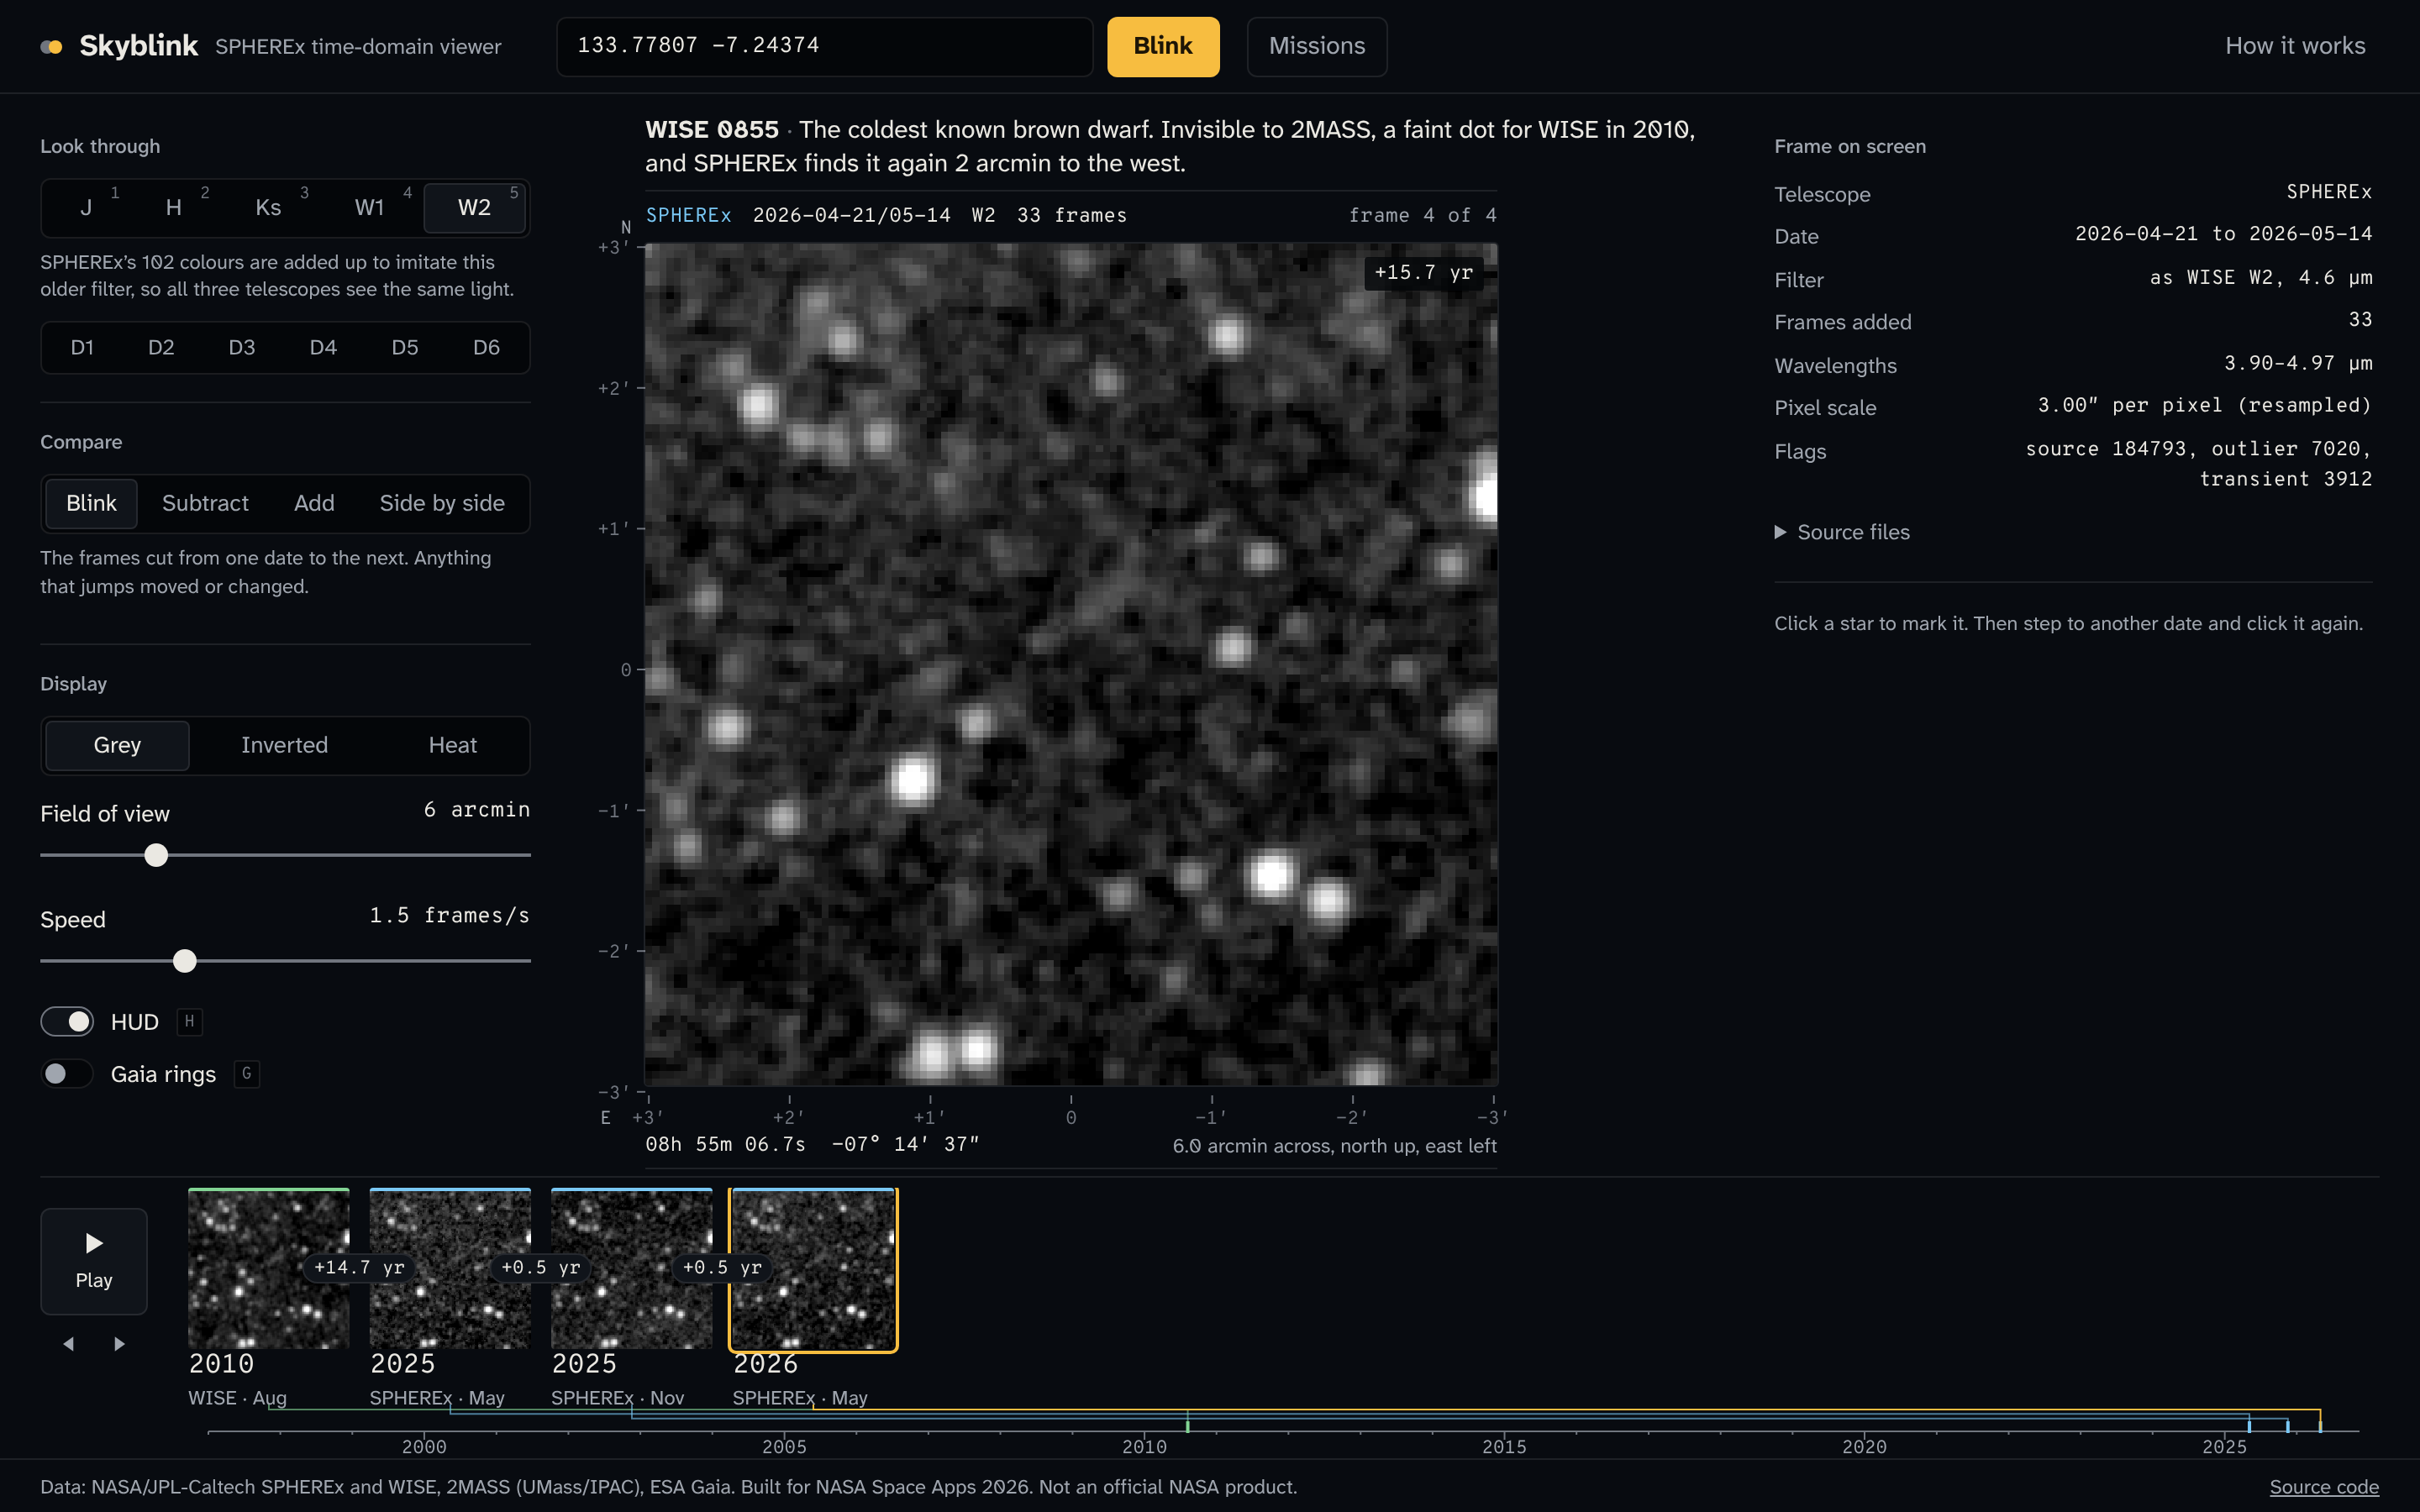 Skyblink SPHEREx time-domain viewer
133.77807 −7.24374
Blink
Missions
How it works
Look through
J 1 H 2 Ks 3 W1 4 W2 5
SPHEREx’s 102 colours are added up to imitate this
older filter, so all three telescopes see the same light.
D1 D2 D3 D4 D5 D6
Compare
Blink Subtract Add Side by side
The frames cut from one date to the next. Anything
that jumps moved or changed.
Display
Grey Inverted Heat
Field of view 6 arcmin
Speed 1.5 frames/s
HUD H
Gaia rings G
WISE 0855 · The coldest known brown dwarf. Invisible to 2MASS, a faint dot for WISE in 2010,
and SPHEREx finds it again 2 arcmin to the west.
SPHEREx 2026-04-21/05-14 W2 33 frames frame 4 of 4
N
+3′
+2′
+1′
0
−1′
−2′
−3′
+15.7 yr
E +3′ +2′ +1′ 0 −1′ −2′ −3′
08h 55m 06.7s −07° 14′ 37″ 6.0 arcmin across, north up, east left
Frame on screen
Telescope SPHEREx
Date 2026-04-21 to 2026-05-14
Filter as WISE W2, 4.6 µm
Frames added 33
Wavelengths 3.90–4.97 µm
Pixel scale 3.00″ per pixel (resampled)
Flags source 184793, outlier 7020,
transient 3912
Source files
Click a star to mark it. Then step to another date and click it again.
Play
+14.7 yr +0.5 yr +0.5 yr
2010 2025 2025 2026
WISE · Aug SPHEREx · May SPHEREx · Nov SPHEREx · May
2000 2005 2010 2015 2020 2025
Data: NASA/JPL-Caltech SPHEREx and WISE, 2MASS (UMass/IPAC), ESA Gaia. Built for NASA Space Apps 2026. Not an official NASA product.
Source code